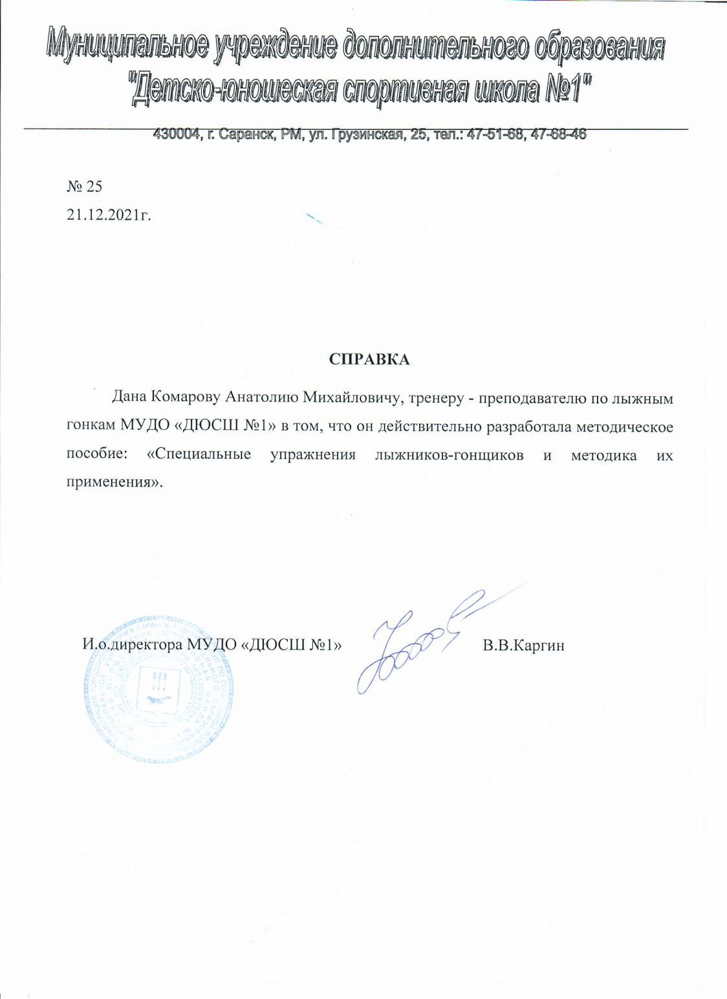 Муниципальное учреждение дополнительного образования
"Детско-юношеская спортивная школа №1"
430004, г. Саранск, РМ, ул. Грузинская, 25, тел.: 47-51-68, 47-68-46
№ 25
21.12.2021г.
СПРАВКА
Дана Комарову Анатолию Михайловичу, тренеру - преподавателю по лыжным
гонкам МУДО «ДЮСШ №1» в том, что он действительно разработала методическое
пособие: «Специальные упражнения лыжников-гонщиков и методика их
применения».
И.о.директора МУДО «ДЮСШ №1» В.В.Каргин